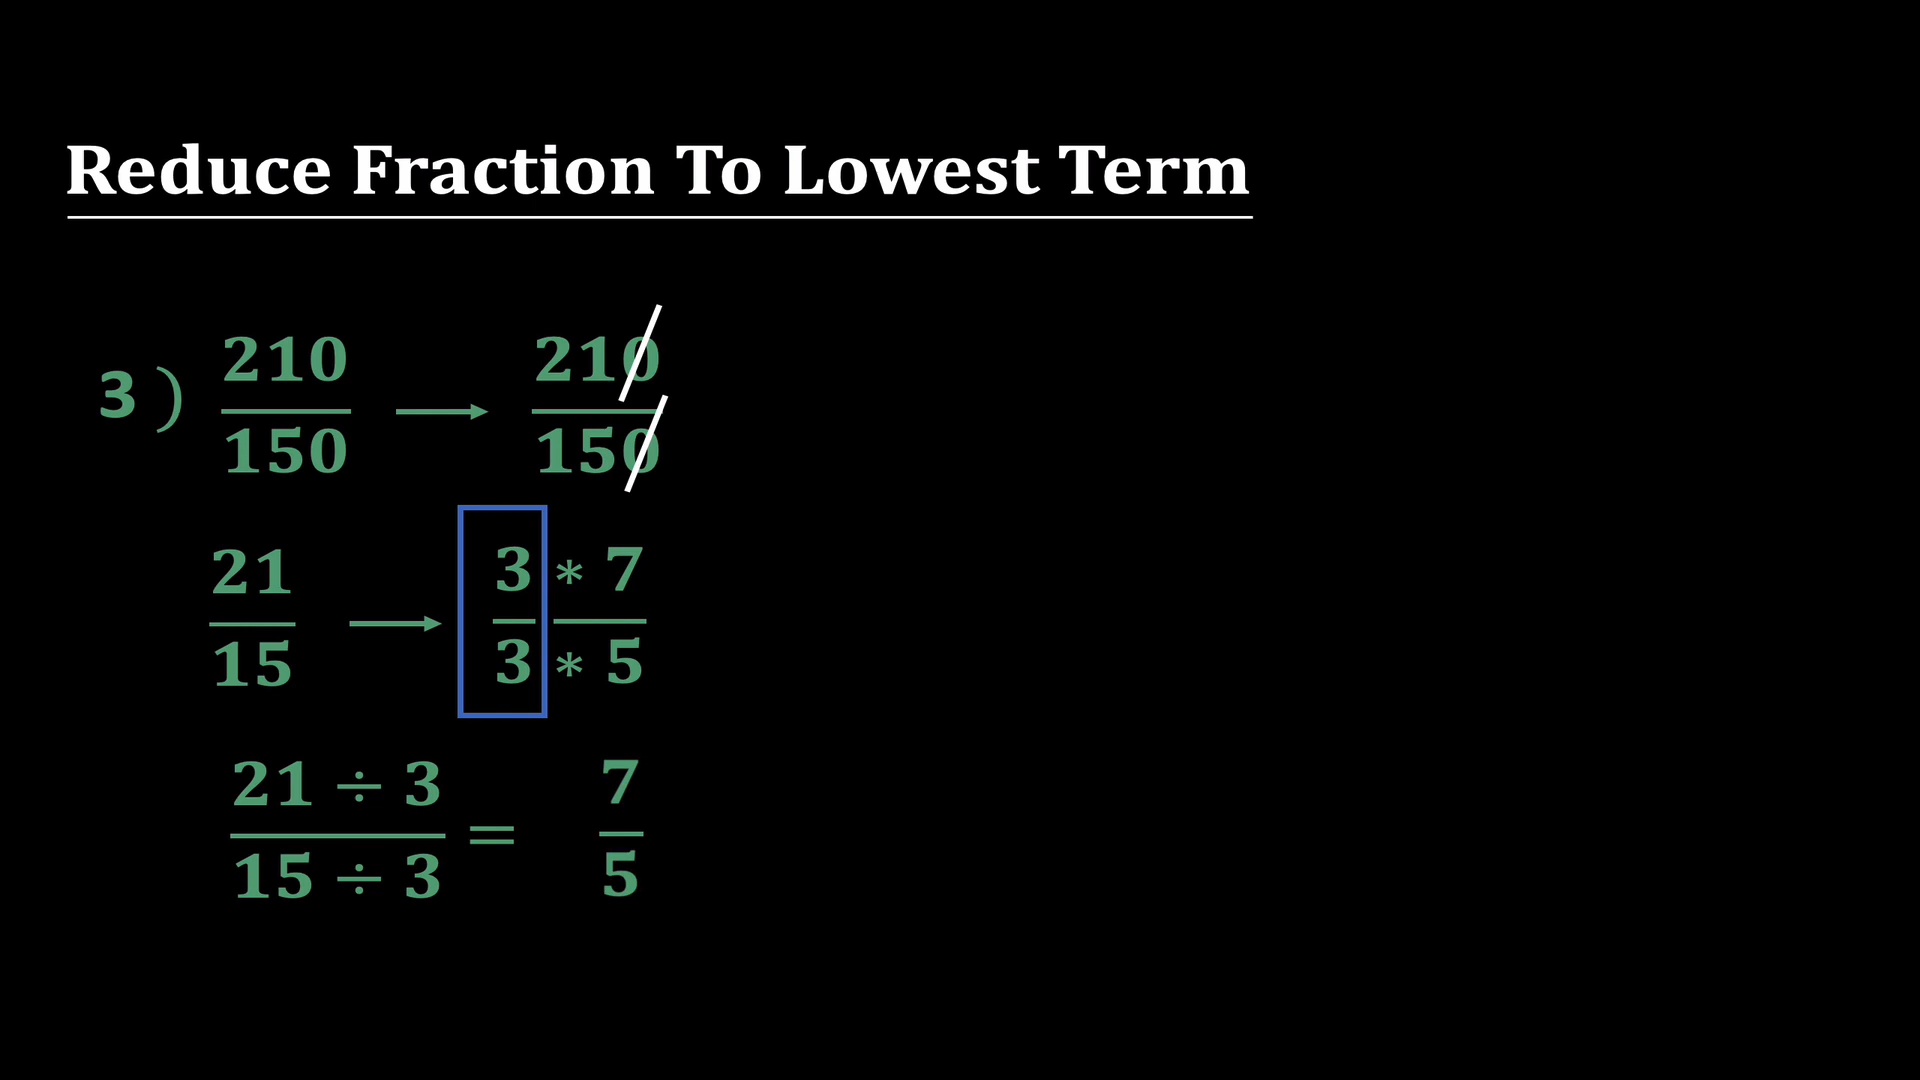 Reduce Fraction To Lowest Term
3) 210/150 → 210/150
21/15 → 3 * 7 / 3 * 5
21 ÷ 3 / 15 ÷ 3 = 7/5